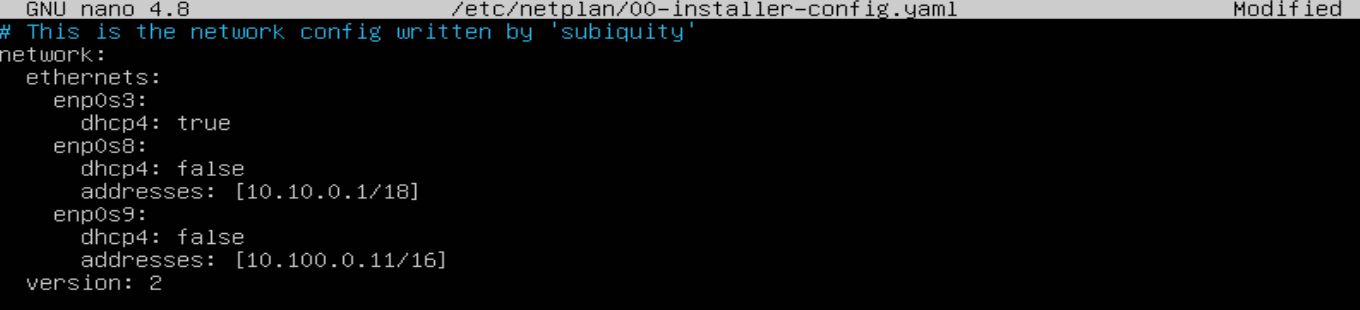 GNU nano 4.8 /etc/netplan/00-installer-config.yaml Modified
# This is the network config written by 'subiquity'
network:
  ethernets:
    enp0s3:
      dhcp4: true
    enp0s8:
      dhcp4: false
      addresses: [10.10.0.1/18]
    enp0s9:
      dhcp4: false
      addresses: [10.100.0.11/16]
  version: 2